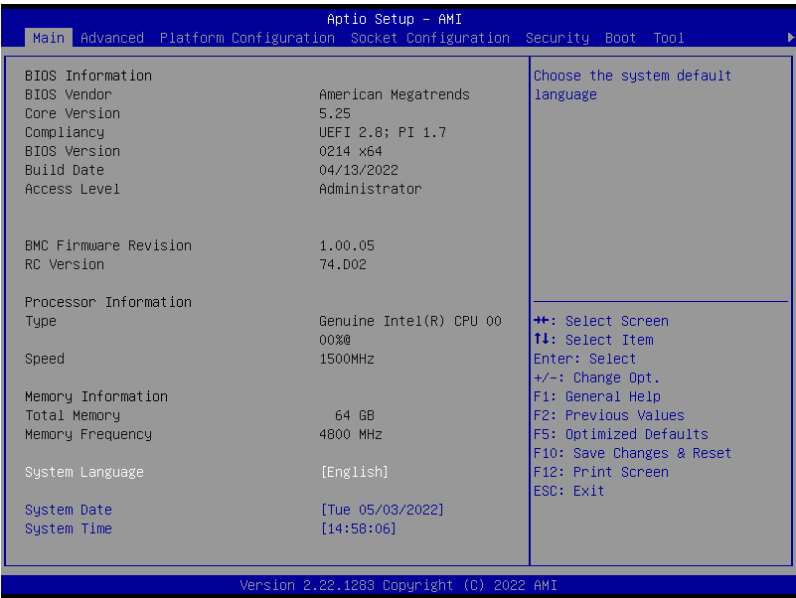 Aptio Setup – AMI
Main Advanced Platform Configuration Socket Configuration Security Boot Tool
BIOS Information
BIOS Vendor American Megatrends
Core Version 5.25
Compliancy UEFI 2.8; PI 1.7
BIOS Version 0214 x64
Build Date 04/13/2022
Access Level Administrator
BMC Firmware Revision 1.00.05
RC Version 74.D02
Processor Information
Type Genuine Intel(R) CPU 00
00%@
Speed 1500MHz
Memory Information
Total Memory 64 GB
Memory Frequency 4800 MHz
System Language [English]
System Date [Tue 05/03/2022]
System Time [14:58:06]
Choose the system default
language
→←: Select Screen
↑↓: Select Item
Enter: Select
+/-: Change Opt.
F1: General Help
F2: Previous Values
F5: Optimized Defaults
F10: Save Changes & Reset
F12: Print Screen
ESC: Exit
Version 2.22.1283 Copyright (C) 2022 AMI